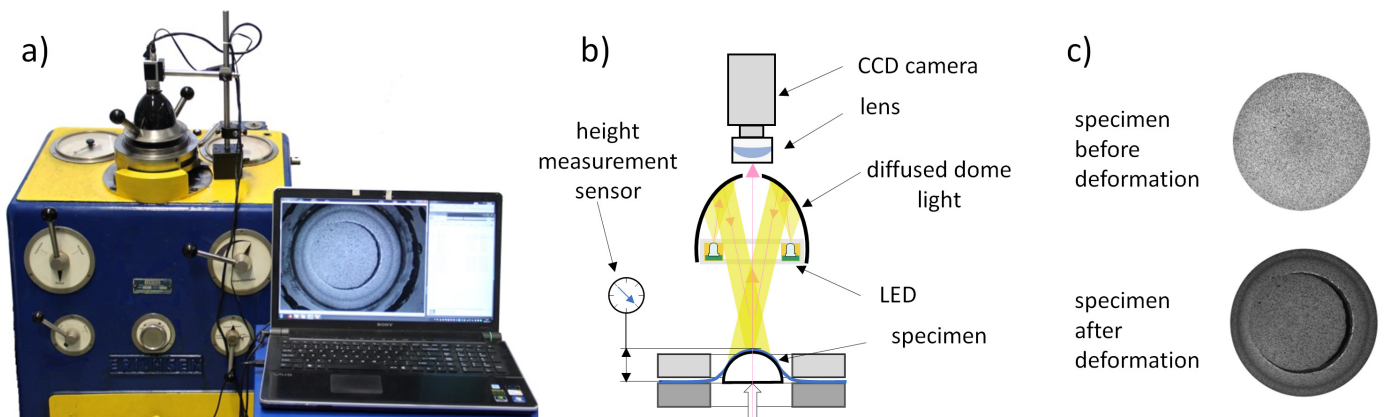 a)
SONY
b)
CCD camera
lens
height
measurement
sensor
diffused dome
light
LED
specimen
c)
specimen
before
deformation
specimen
after
deformation